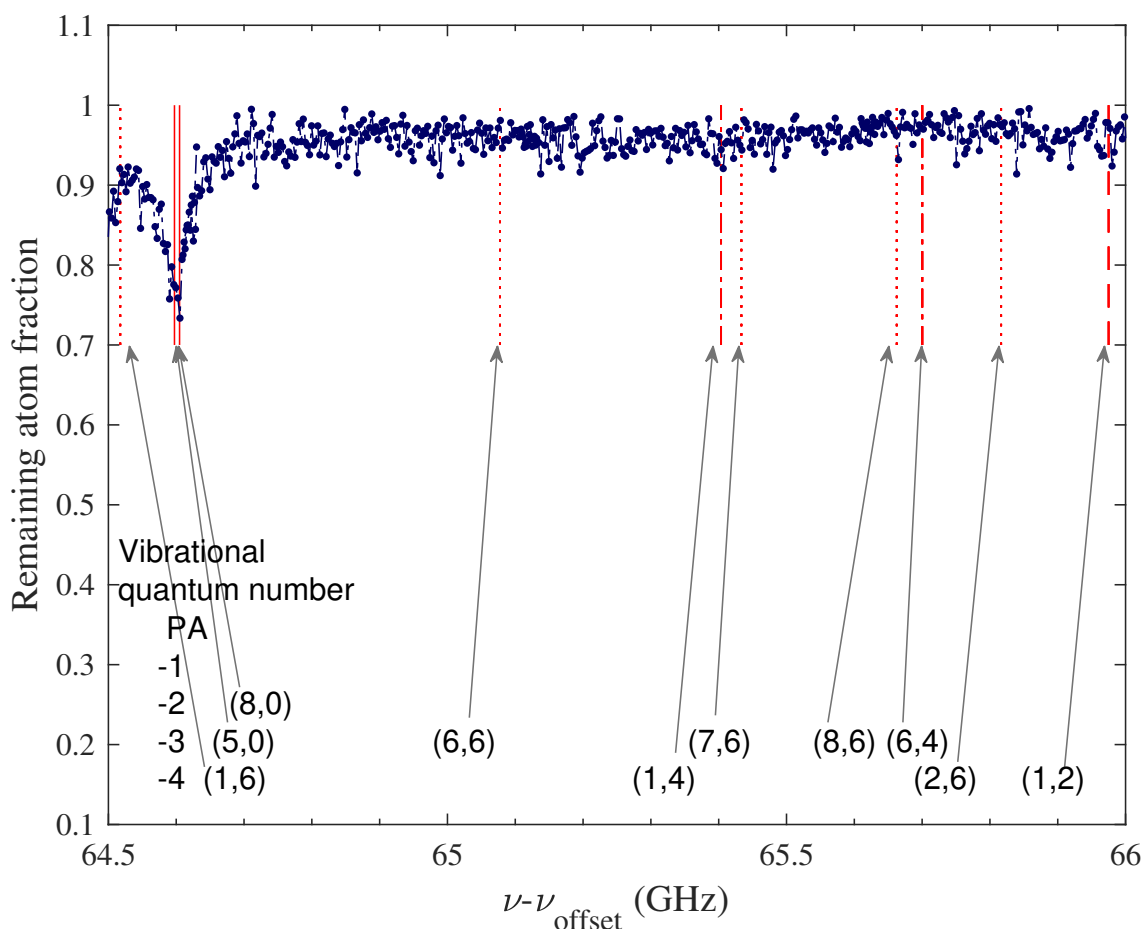 1.1
1
0.9
0.8
0.7
0.6
0.5
0.4
0.3
0.2
0.1
Remaining atom fraction
Vibrational
quantum number
PA
-1
-2 (8,0)
-3 (5,0) (6,6) (7,6) (8,6) (6,4)
-4 (1,6) (1,4) (2,6) (1,2)
64.5 65 65.5 66
ν-ν_offset (GHz)